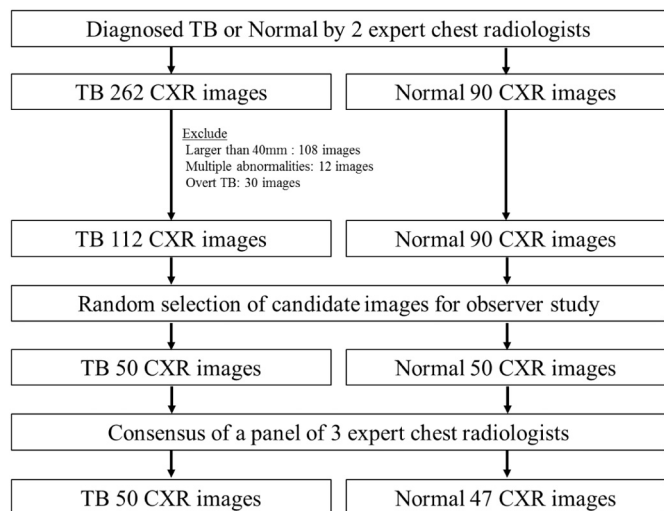 Diagnosed TB or Normal by 2 expert chest radiologists
TB 262 CXR images
Normal 90 CXR images
Exclude
Larger than 40mm : 108 images
Multiple abnormalities: 12 images
Overt TB: 30 images
TB 112 CXR images
Normal 90 CXR images
Random selection of candidate images for observer study
TB 50 CXR images
Normal 50 CXR images
Consensus of a panel of 3 expert chest radiologists
TB 50 CXR images
Normal 47 CXR images